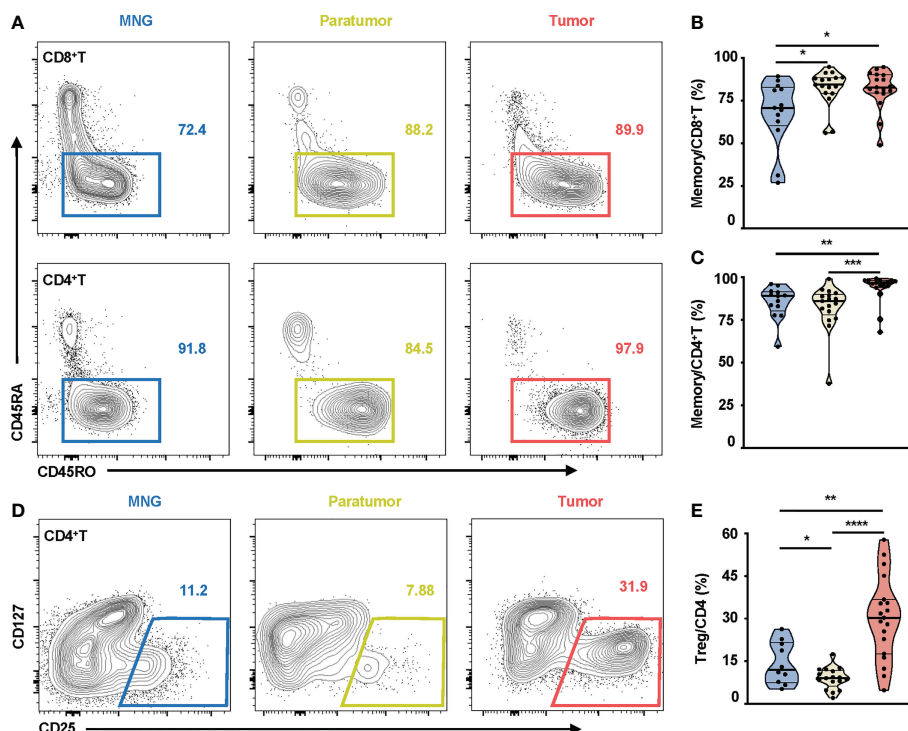 A
MNG
Paratumor
Tumor
CD8⁺T
72.4
88.2
89.9
CD4⁺T
91.8
84.5
97.9
CD45RA
CD45RO
B
*
*
Memory/CD8⁺T (%)
100
75
50
25
0
C
**
***
Memory/CD4⁺T (%)
100
75
50
25
0
D
MNG
Paratumor
Tumor
CD4⁺T
11.2
7.88
31.9
CD127
CD25
E
**
*
****
Treg/CD4 (%)
60
45
30
15
0